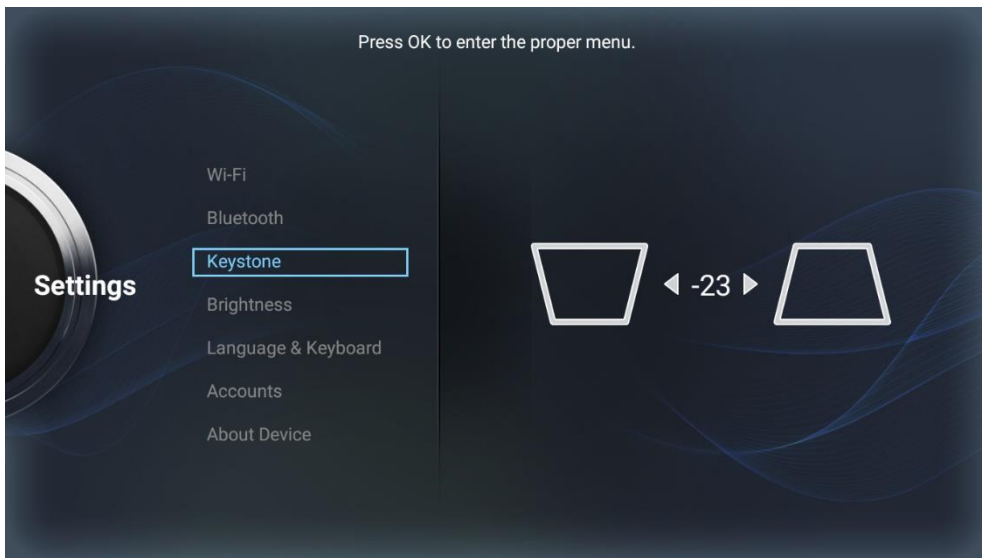 Press OK to enter the proper menu.
Settings
Wi-Fi
Bluetooth
Keystone
Brightness
Language & Keyboard
Accounts
About Device
-23